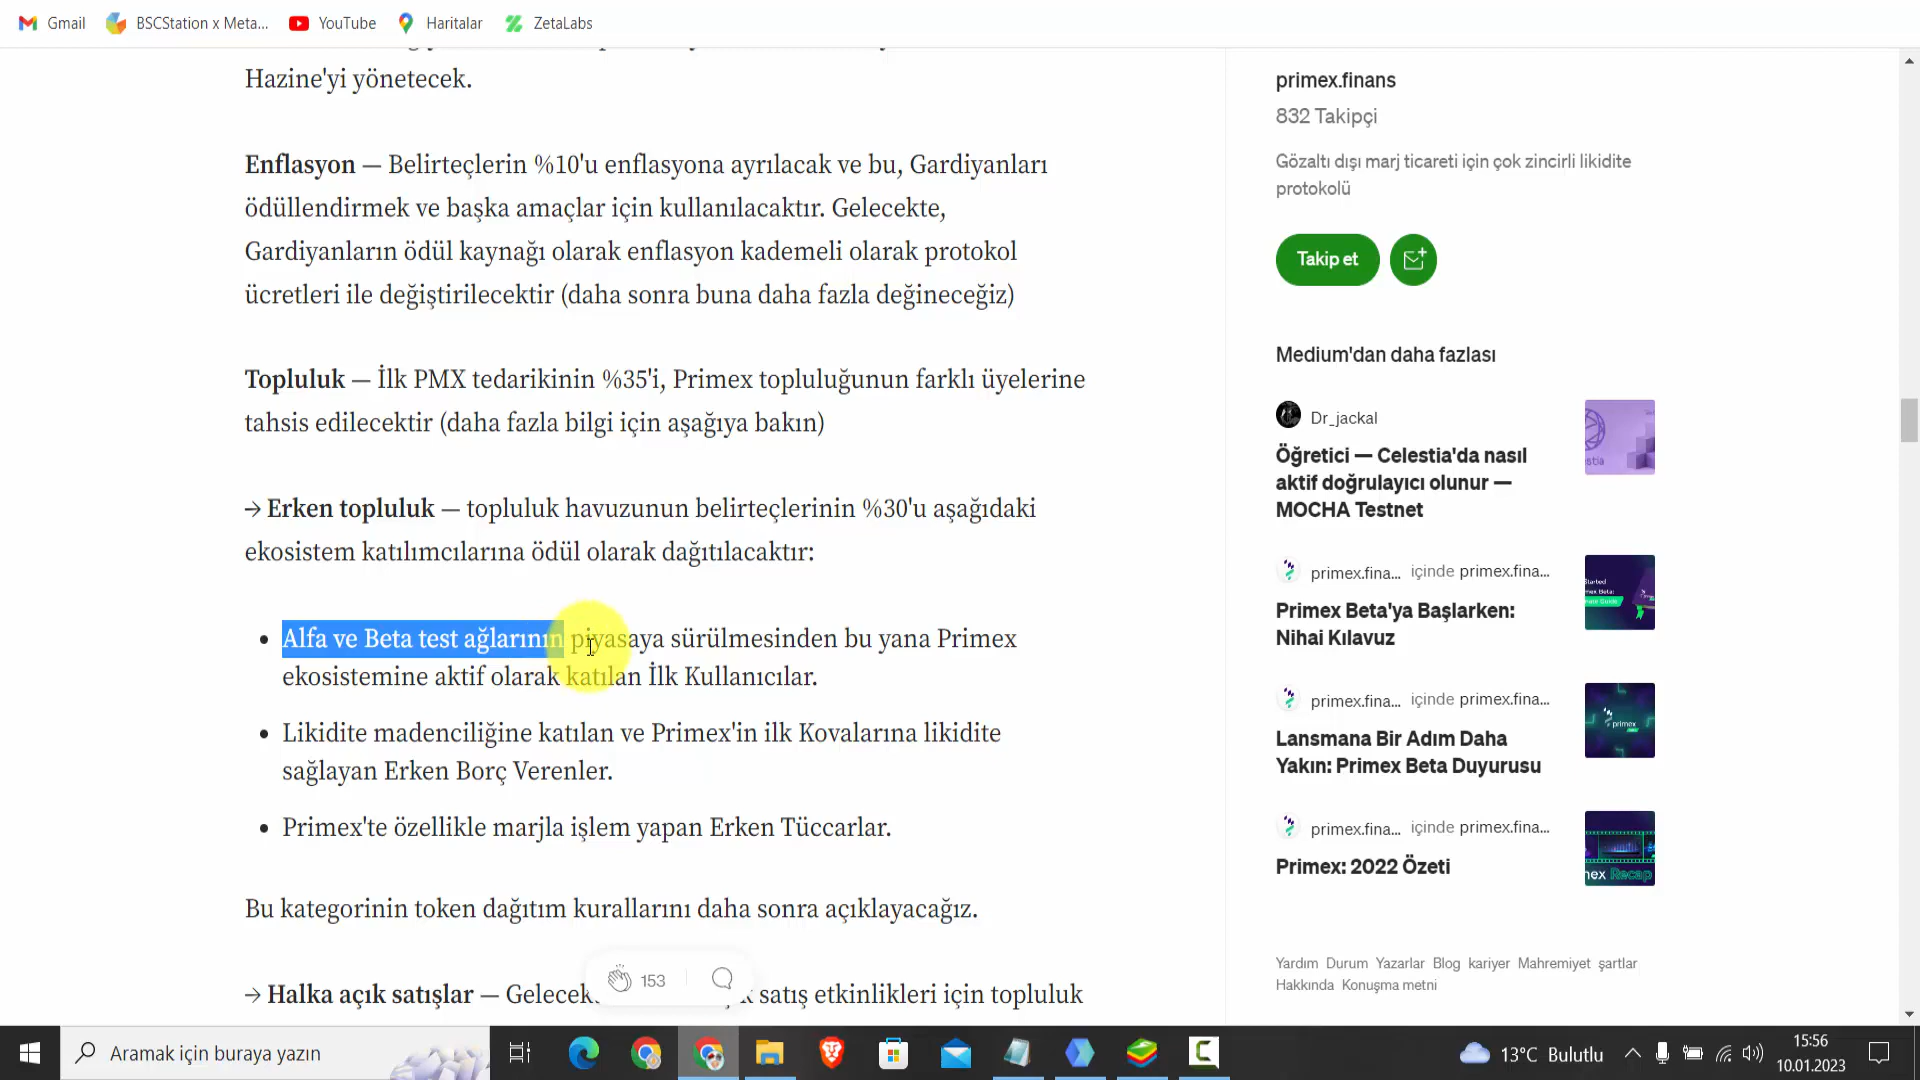 Gmail
BSCStation x Meta...
YouTube
Haritalar
ZetaLabs
Hazine'yi yönetecek.
Enflasyon — Belirteçlerin %10'u enflasyona ayrılacak ve bu, Gardiyanları
ödüllendirmek ve başka amaçlar için kullanılacaktır. Gelecekte,
Gardiyanların ödül kaynağı olarak enflasyon kademeli olarak protokol
ücretleri ile değiştirilecektir (daha sonra buna daha fazla değineceğiz)
Topluluk — İlk PMX tedarikinin %35'i, Primex topluluğunun farklı üyelerine
tahsis edilecektir (daha fazla bilgi için aşağıya bakın)
→ Erken topluluk — topluluk havuzunun belirteçlerinin %30'u aşağıdaki
ekosistem katılımcılarına ödül olarak dağıtılacaktır:
• Alfa ve Beta test ağlarının piyasaya sürülmesinden bu yana Primex
ekosistemine aktif olarak katılan İlk Kullanıcılar.
• Likidite madenciliğine katılan ve Primex'in ilk Kovalarına likidite
sağlayan Erken Borç Verenler.
• Primex'te özellikle marjla işlem yapan Erken Tüccarlar.
Bu kategorinin token dağıtım kurallarını daha sonra açıklayacağız.
153
→ Halka açık satışlar — satış etkinlikleri için topluluk
primex.finans
832 Takipçi
Gözaltı dışı marj ticareti için çok zincirli likidite
protokolü
Takip et
Medium'dan daha fazlası
Dr_jackal
Öğretici — Celestia'da nasıl
aktif doğrulayıcı olunur —
MOCHA Testnet
primex.fina... içinde primex.fina...
Primex Beta'ya Başlarken:
Nihai Kılavuz
primex.fina... içinde primex.fina...
Lansmana Bir Adım Daha
Yakın: Primex Beta Duyurusu
primex
primex.fina... içinde primex.fina...
Primex: 2022 Özeti
Recap
Yardım Durum Yazarlar Blog kariyer Mahremiyet şartlar
Hakkında Konuşma metni
Aramak için buraya yazın
13°C Bulutlu
15:56
10.01.2023